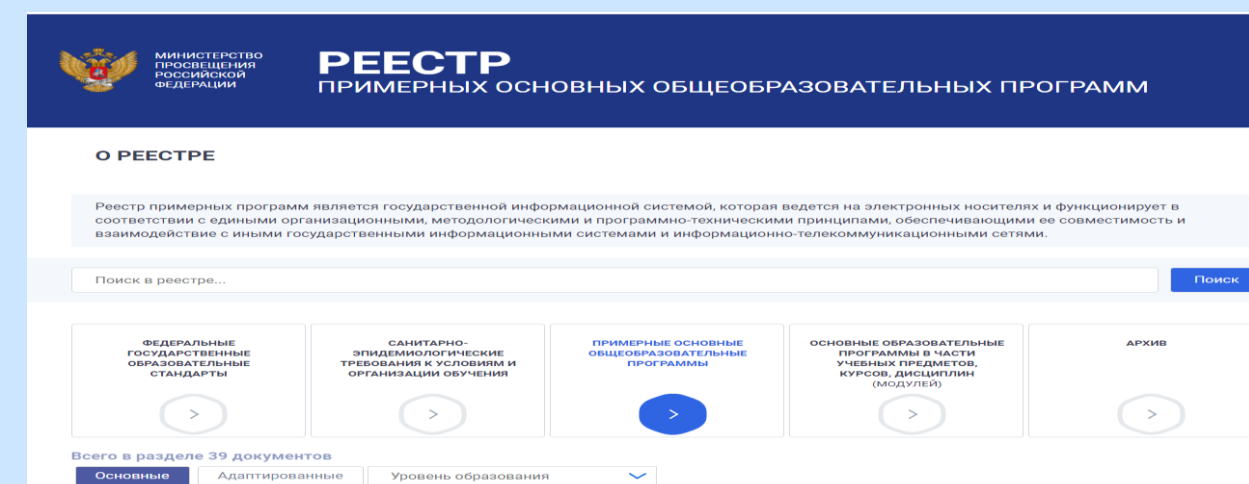 МИНИСТЕРСТВО
ПРОСВЕЩЕНИЯ
РОССИЙСКОЙ
ФЕДЕРАЦИИ
РЕЕСТР
ПРИМЕРНЫХ ОСНОВНЫХ ОБЩЕОБРАЗОВАТЕЛЬНЫХ ПРОГРАММ
О РЕЕСТРЕ
Реестр примерных программ является государственной информационной системой, которая ведется на электронных носителях и функционирует в
соответствии с едиными организационными, методологическими и программно-техническими принципами, обеспечивающими ее совместимость и
взаимодействие с иными государственными информационными системами и информационно-телекоммуникационными сетями.
Поиск в реестре...
Поиск
ФЕДЕРАЛЬНЫЕ
ГОСУДАРСТВЕННЫЕ
ОБРАЗОВАТЕЛЬНЫЕ
СТАНДАРТЫ
САНИТАРНО-
ЭПИДЕМИОЛОГИЧЕСКИЕ
ТРЕБОВАНИЯ К УСЛОВИЯМ И
ОРГАНИЗАЦИИ ОБУЧЕНИЯ
ПРИМЕРНЫЕ ОСНОВНЫЕ
ОБЩЕОБРАЗОВАТЕЛЬНЫЕ
ПРОГРАММЫ
ОСНОВНЫЕ ОБРАЗОВАТЕЛЬНЫЕ
ПРОГРАММЫ В ЧАСТИ
УЧЕБНЫХ ПРЕДМЕТОВ,
КУРСОВ, ДИСЦИПЛИН
(МОДУЛЕЙ)
АРХИВ
Всего в разделе 39 документов
Основные
Адаптированные
Уровень образования